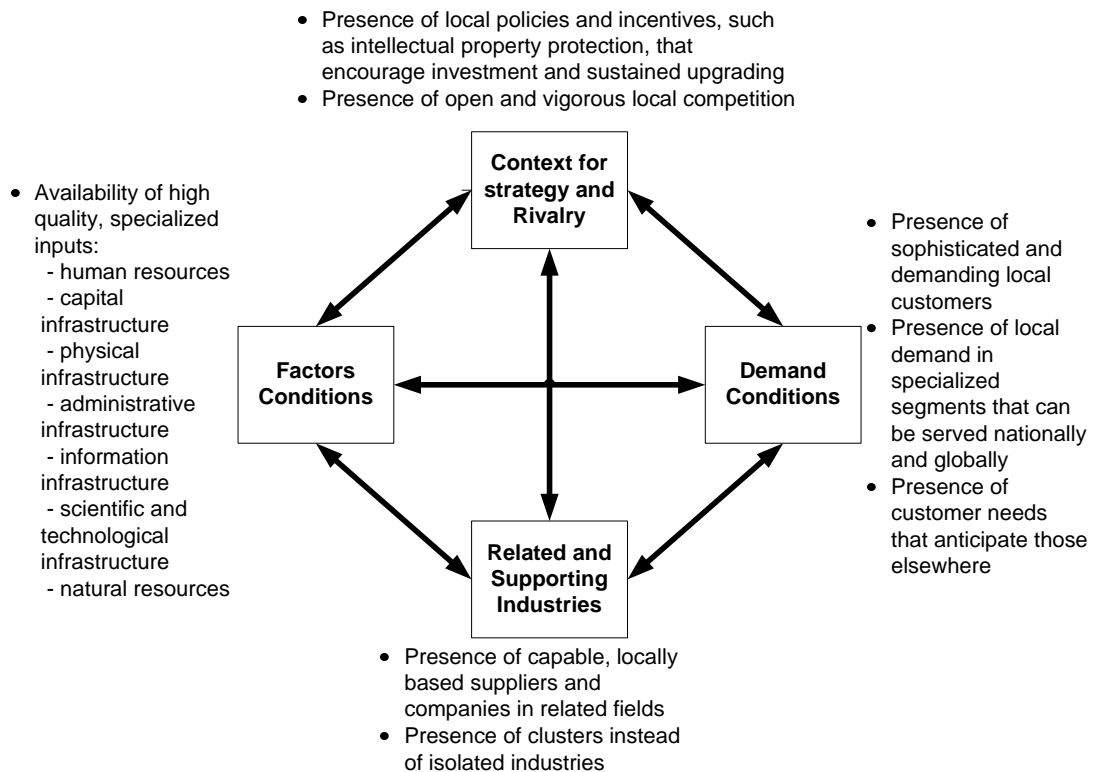 • Presence of local policies and incentives, such
as intellectual property protection, that
encourage investment and sustained upgrading
• Presence of open and vigorous local competition
Context for
strategy and
Rivalry
• Availability of high
quality, specialized
inputs:
- human resources
- capital
infrastructure
- physical
infrastructure
- administrative
infrastructure
- information
infrastructure
- scientific and
technological
infrastructure
- natural resources
Factors
Conditions
Demand
Conditions
• Presence of
sophisticated and
demanding local
customers
• Presence of local
demand in
specialized
segments that can
be served nationally
and globally
• Presence of
customer needs
that anticipate those
elsewhere
Related and
Supporting
Industries
• Presence of capable, locally
based suppliers and
companies in related fields
• Presence of clusters instead
of isolated industries